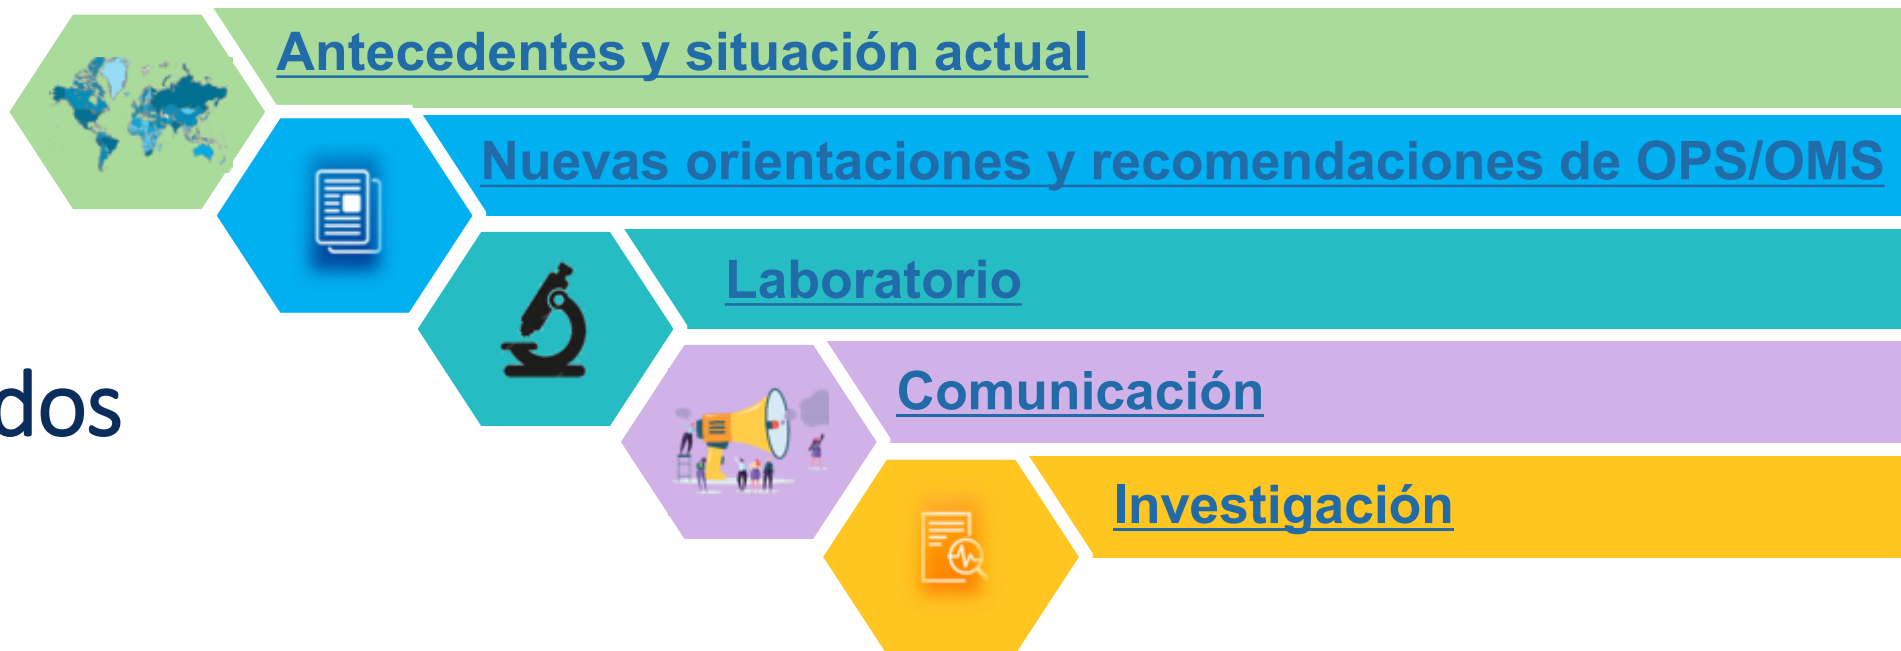 Antecedentes y situación actual
Nuevas orientaciones y recomendaciones de OPS/OMS
Laboratorio
dos
Comunicación
Investigación